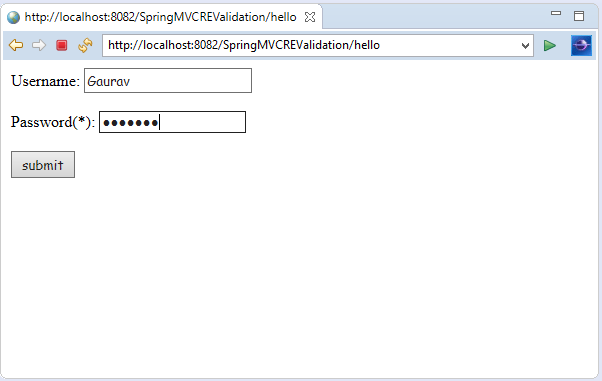 http://localhost:8082/SpringMVCREValidation/hello
http://localhost:8082/SpringMVCREValidation/hello
Username: Gaurav
Password(*): ●●●●●●●
submit